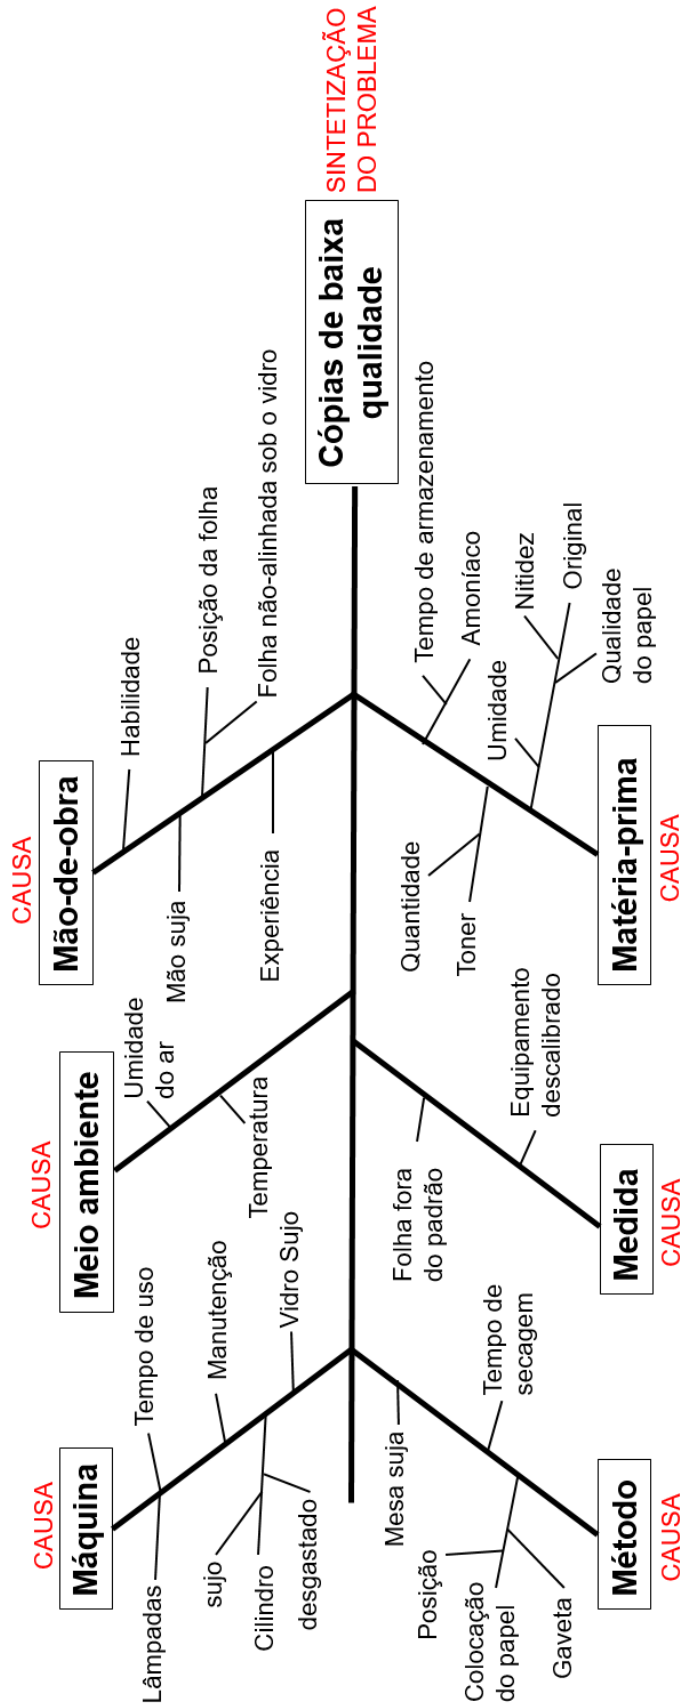 CAUSA
Máquina
Lâmpadas
Tempo de uso
Manutenção
sujo
Cilindro
desgastado
Vidro Sujo
CAUSA
Meio ambiente
Umidade
do ar
Temperatura
CAUSA
Mão-de-obra
Habilidade
Mão suja
Posição da folha
Folha não-alinhada sob o vidro
Experiência
SINTETIZAÇÃO
DO PROBLEMA
Cópias de baixa
qualidade
Mesa suja
Tempo de
secagem
Posição
Colocação
do papel
Gaveta
Método
CAUSA
Folha fora
do padrão
Equipamento
descalibrado
Medida
CAUSA
Tempo de armazenamento
Amoníaco
Quantidade
Toner
Umidade
Nitidez
Original
Qualidade
do papel
Matéria-prima
CAUSA